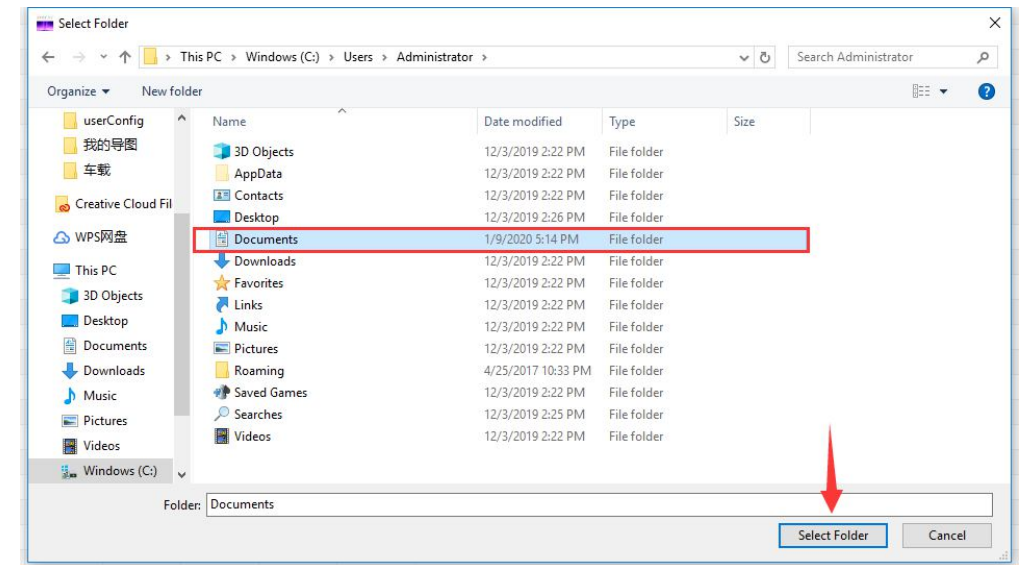 Select Folder
This PC > Windows (C:) > Users > Administrator >
Search Administrator
Organize
New folder
userConfig
我的导图
车载
Creative Cloud Fil
WPS网盘
This PC
3D Objects
Desktop
Documents
Downloads
Music
Pictures
Videos
Windows (C:)
Name Date modified Type Size
3D Objects 12/3/2019 2:22 PM File folder
AppData 12/3/2019 2:22 PM File folder
Contacts 12/3/2019 2:22 PM File folder
Desktop 12/3/2019 2:26 PM File folder
Documents 1/9/2020 5:14 PM File folder
Downloads 12/3/2019 2:22 PM File folder
Favorites 12/3/2019 2:22 PM File folder
Links 12/3/2019 2:22 PM File folder
Music 12/3/2019 2:22 PM File folder
Pictures 12/3/2019 2:22 PM File folder
Roaming 4/25/2017 10:33 PM File folder
Saved Games 12/3/2019 2:22 PM File folder
Searches 12/3/2019 2:25 PM File folder
Videos 12/3/2019 2:22 PM File folder
Folder: Documents
Select Folder
Cancel